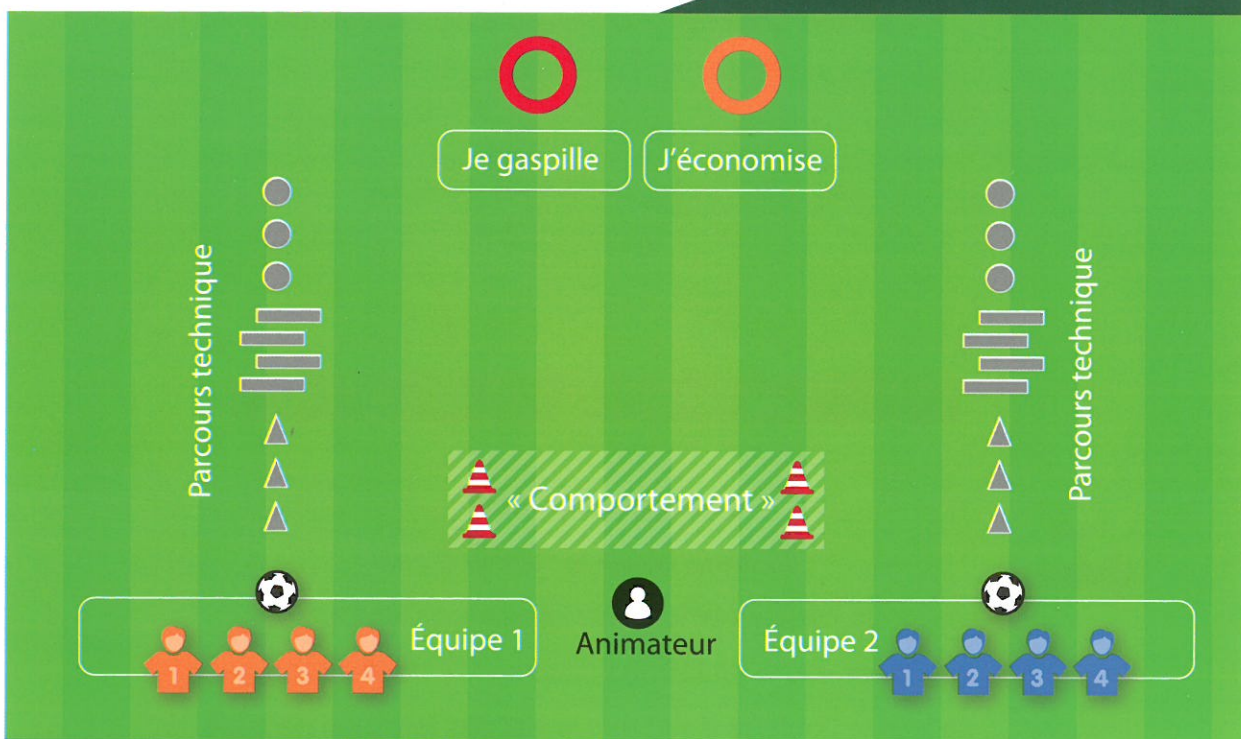 Je gaspille
J'économise
Parcours technique
Parcours technique
« Comportement »
Équipe 1
1
2
3
4
Animateur
Équipe 2
1
2
3
4